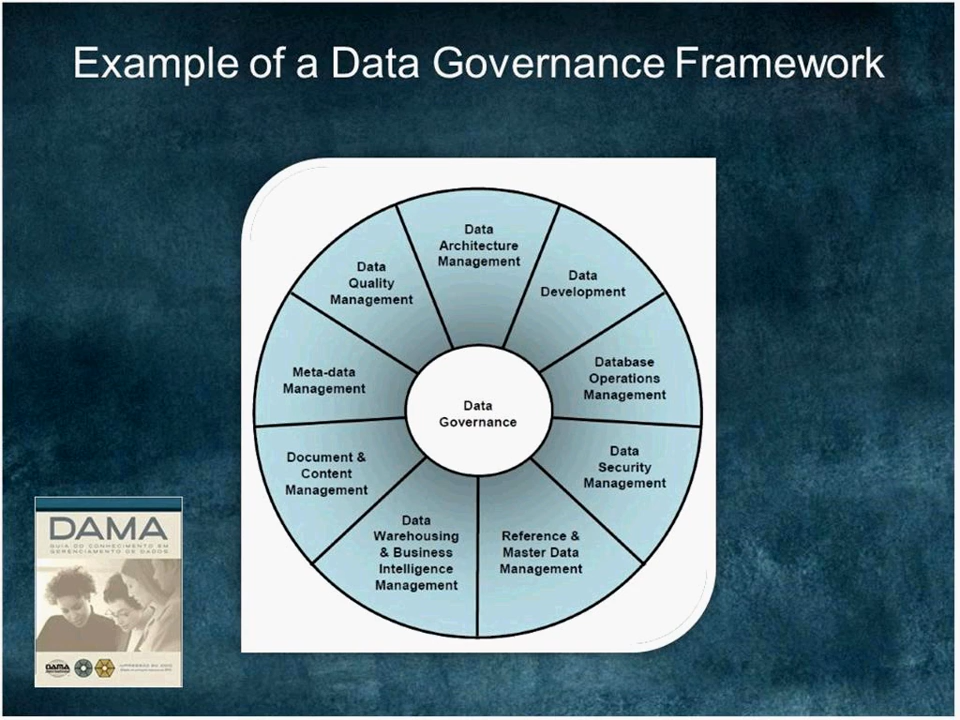 Example of a Data Governance Framework
Data
Architecture
Management
Data
Development
Database
Operations
Management
Data
Security
Management
Reference &
Master Data
Management
Data
Warehousing
& Business
Intelligence
Management
Document &
Content
Management
Meta-data
Management
Data
Quality
Management
Data
Governance
DAMA
GUIA DO CONHECIMENTO EM
GERENCIAMENTO DE DADOS
DAMA